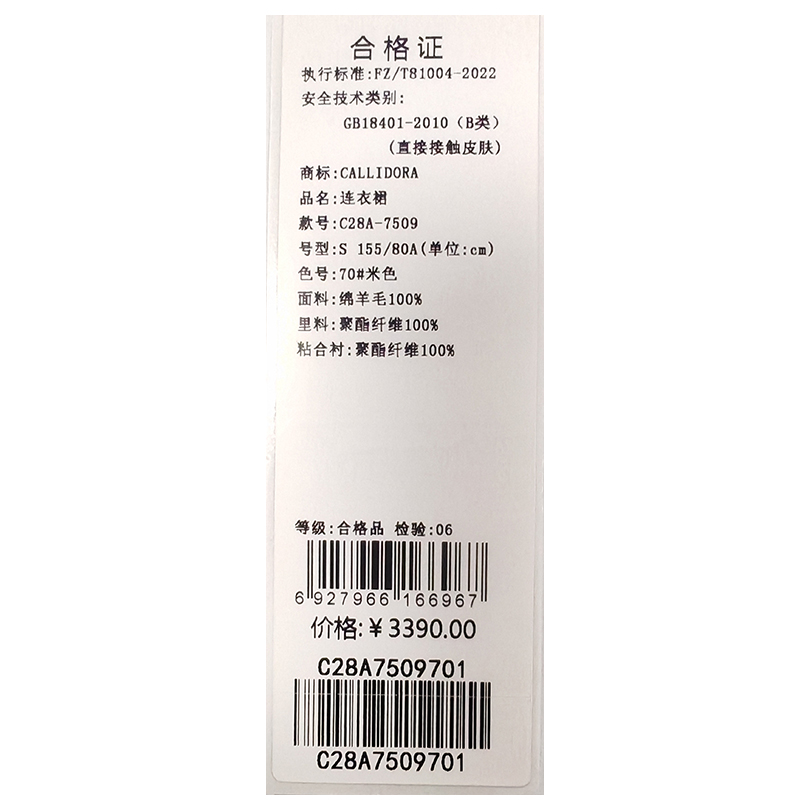 合格证
执行标准:FZ/T81004-2022
安全技术类别:
GB18401-2010（B类）
(直接接触皮肤)
商标:CALLIDORA
品名:连衣裙
款号:C28A-7509
号型:S 155/80A(单位:cm)
色号:70#米色
面料:绵羊毛100%
里料:聚酯纤维100%
粘合衬:聚酯纤维100%
等级:合格品 检验:06
6 927966 166967
价格:¥3390.00
C28A7509701
C28A7509701